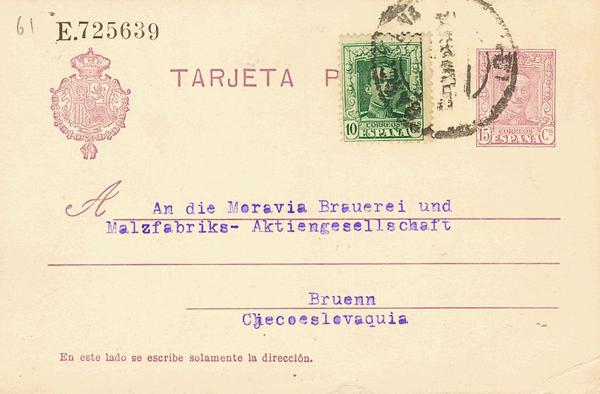 61
E.725639
TARJETA P
10
CORREOS
ESPAÑA
15 CORREOS Cs
ESPAÑA
A An die Moravia Brauerei und
Malzfabriks- Aktiengesellschaft
Bruenn
Checoeslovaquia
En este lado se escribe solamente la dirección.